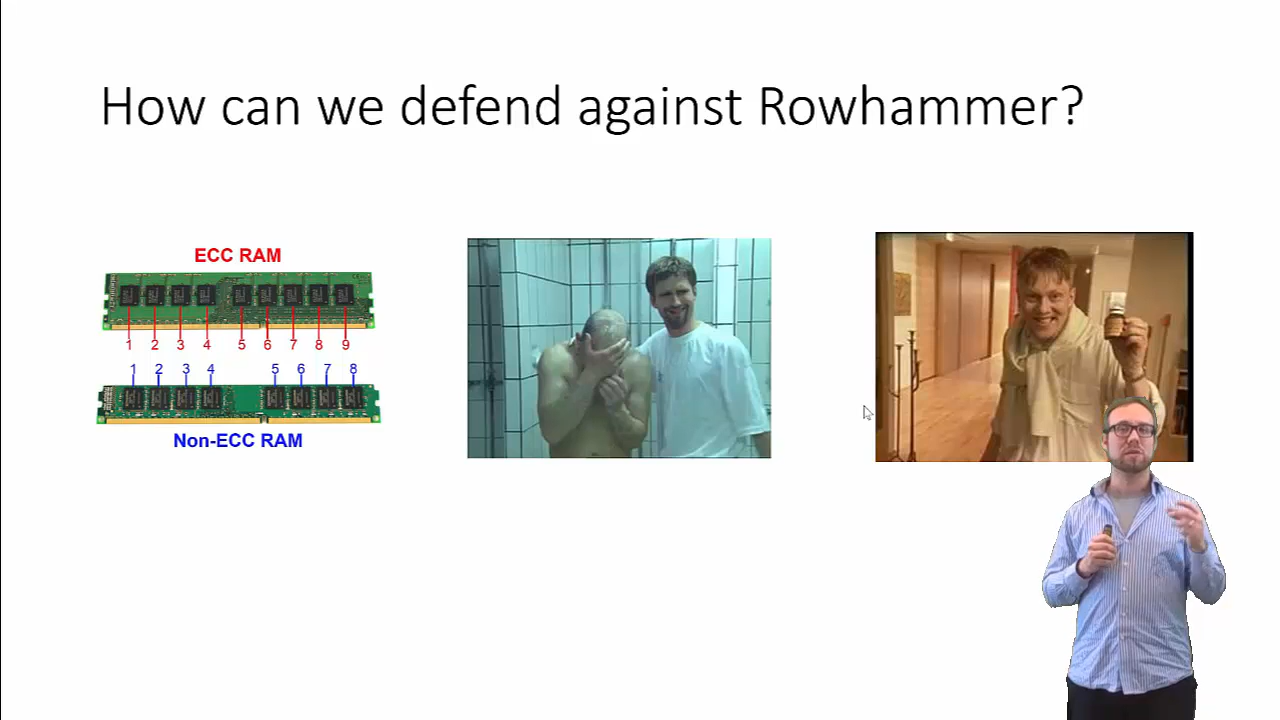 How can we defend against Rowhammer?
ECC RAM
1 2 3 4 5 6 7 8 9
1 2 3 4 5 6 7 8
Non-ECC RAM